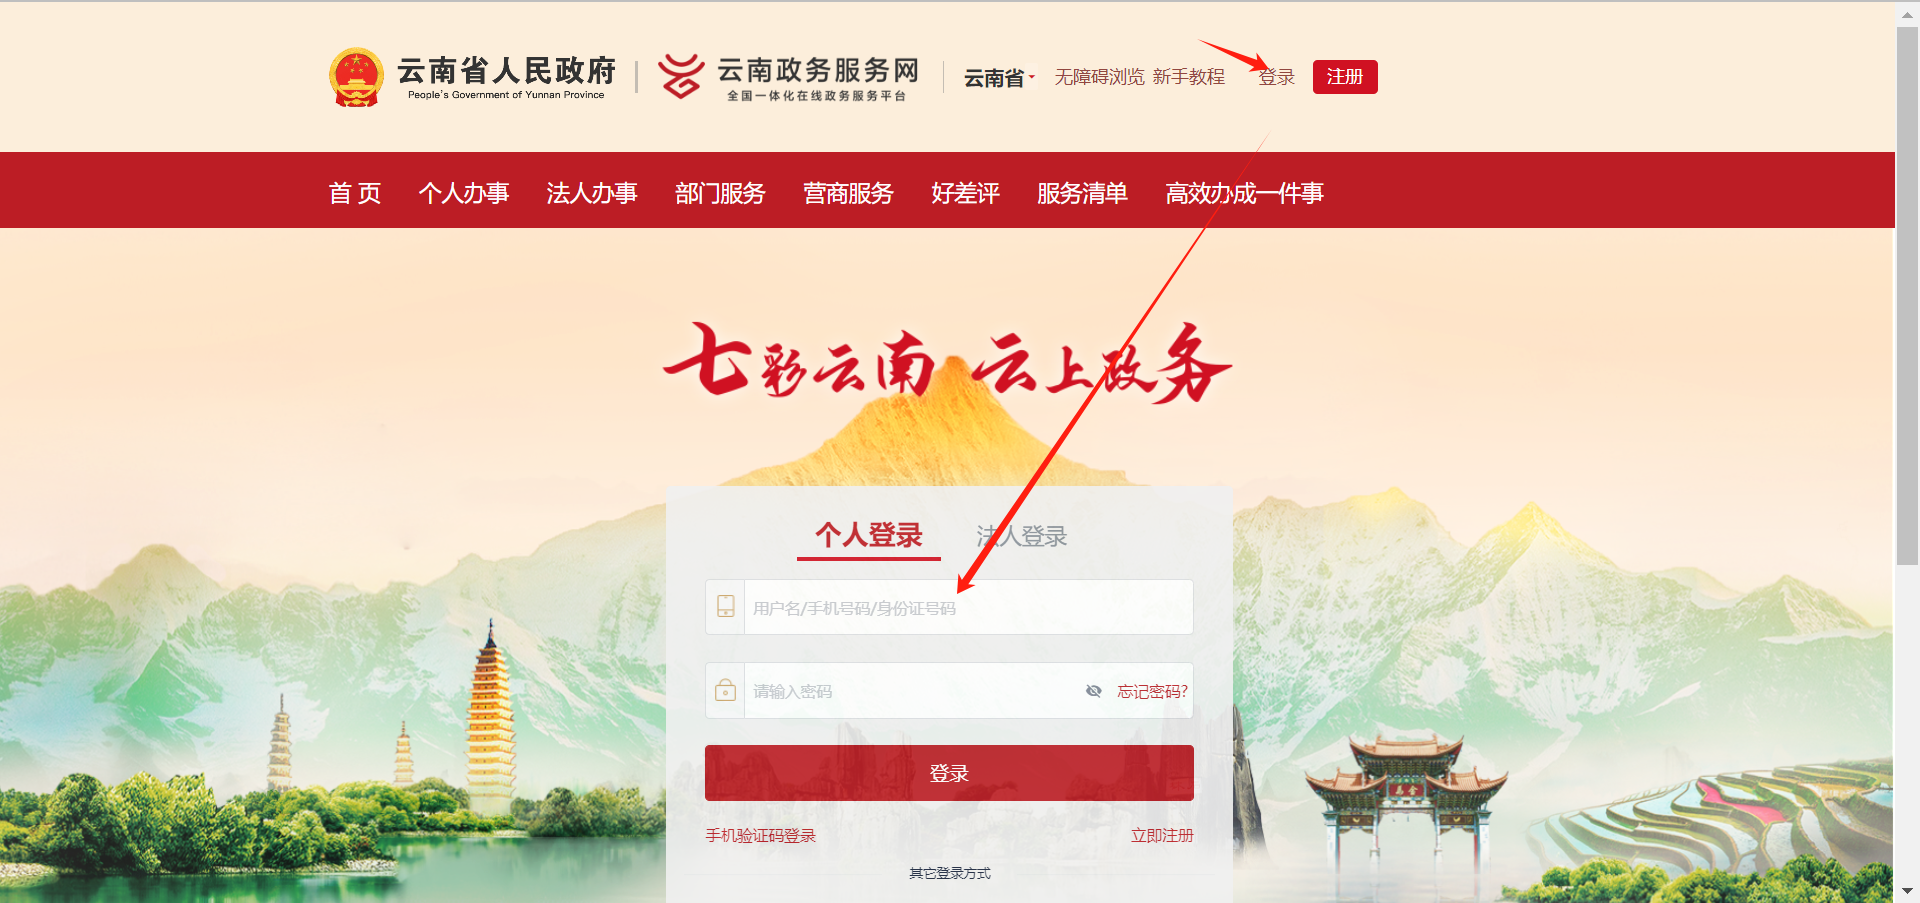 云南省人民政府
People's Government of Yunnan Province
云南政务服务网
全国一体化在线政务服务平台
云南省
无障碍浏览 新手教程
登录
注册
首 页 个人办事 法人办事 部门服务 营商服务 好差评 服务清单 高效办成一件事
七彩云南 云上政务
个人登录 法人登录
用户名/手机号码/身份证号码
请输入密码
忘记密码?
登录
手机验证码登录
立即注册
其它登录方式